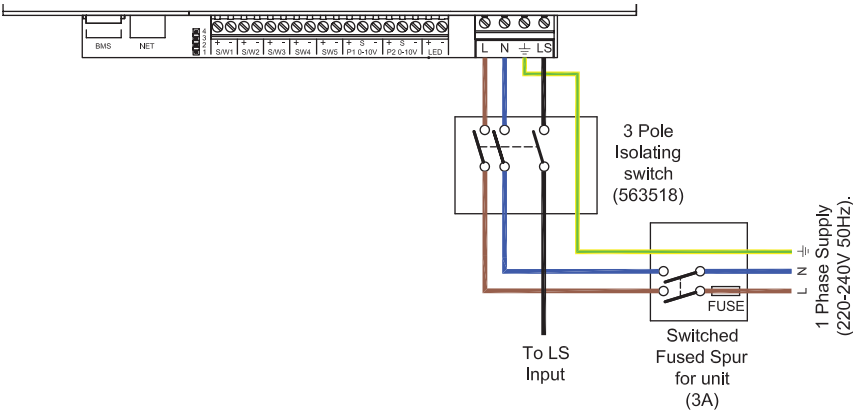 BMS
NET
4
3
2
1
+ - + - + - + - + - + S - + S - + -
S/W1 S/W2 S/W3 SW4 SW5 P1 0-10V P2 0-10V LED
L N LS
3 Pole
Isolating
switch
(563518)
1 Phase Supply
(220-240V 50Hz).
N
L
FUSE
To LS
Input
Switched
Fused Spur
for unit
(3A)